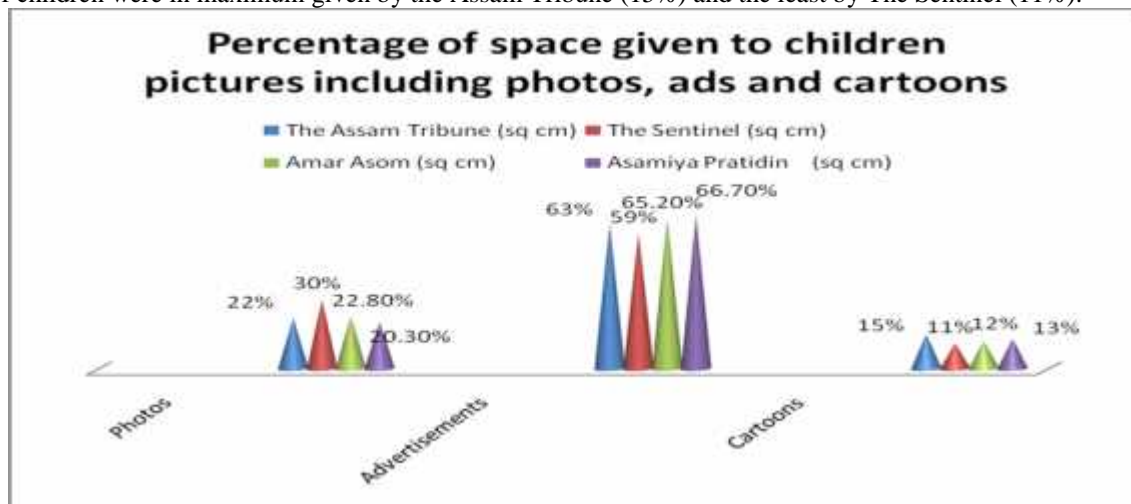 children were in maximum given by the Assam Tribune (15%) and the least by The Sentinel (11%).
Percentage of space given to children
pictures including photos, ads and cartoons
The Assam Tribune (sq cm) The Sentinel (sq cm)
Amar Asom (sq cm) Asamiya Pratidin (sq cm)
63% 59% 65.20% 66.70%
22% 30% 22.80% 20.30%
15% 11% 12% 13%
Photos
Advertisements
Cartoons